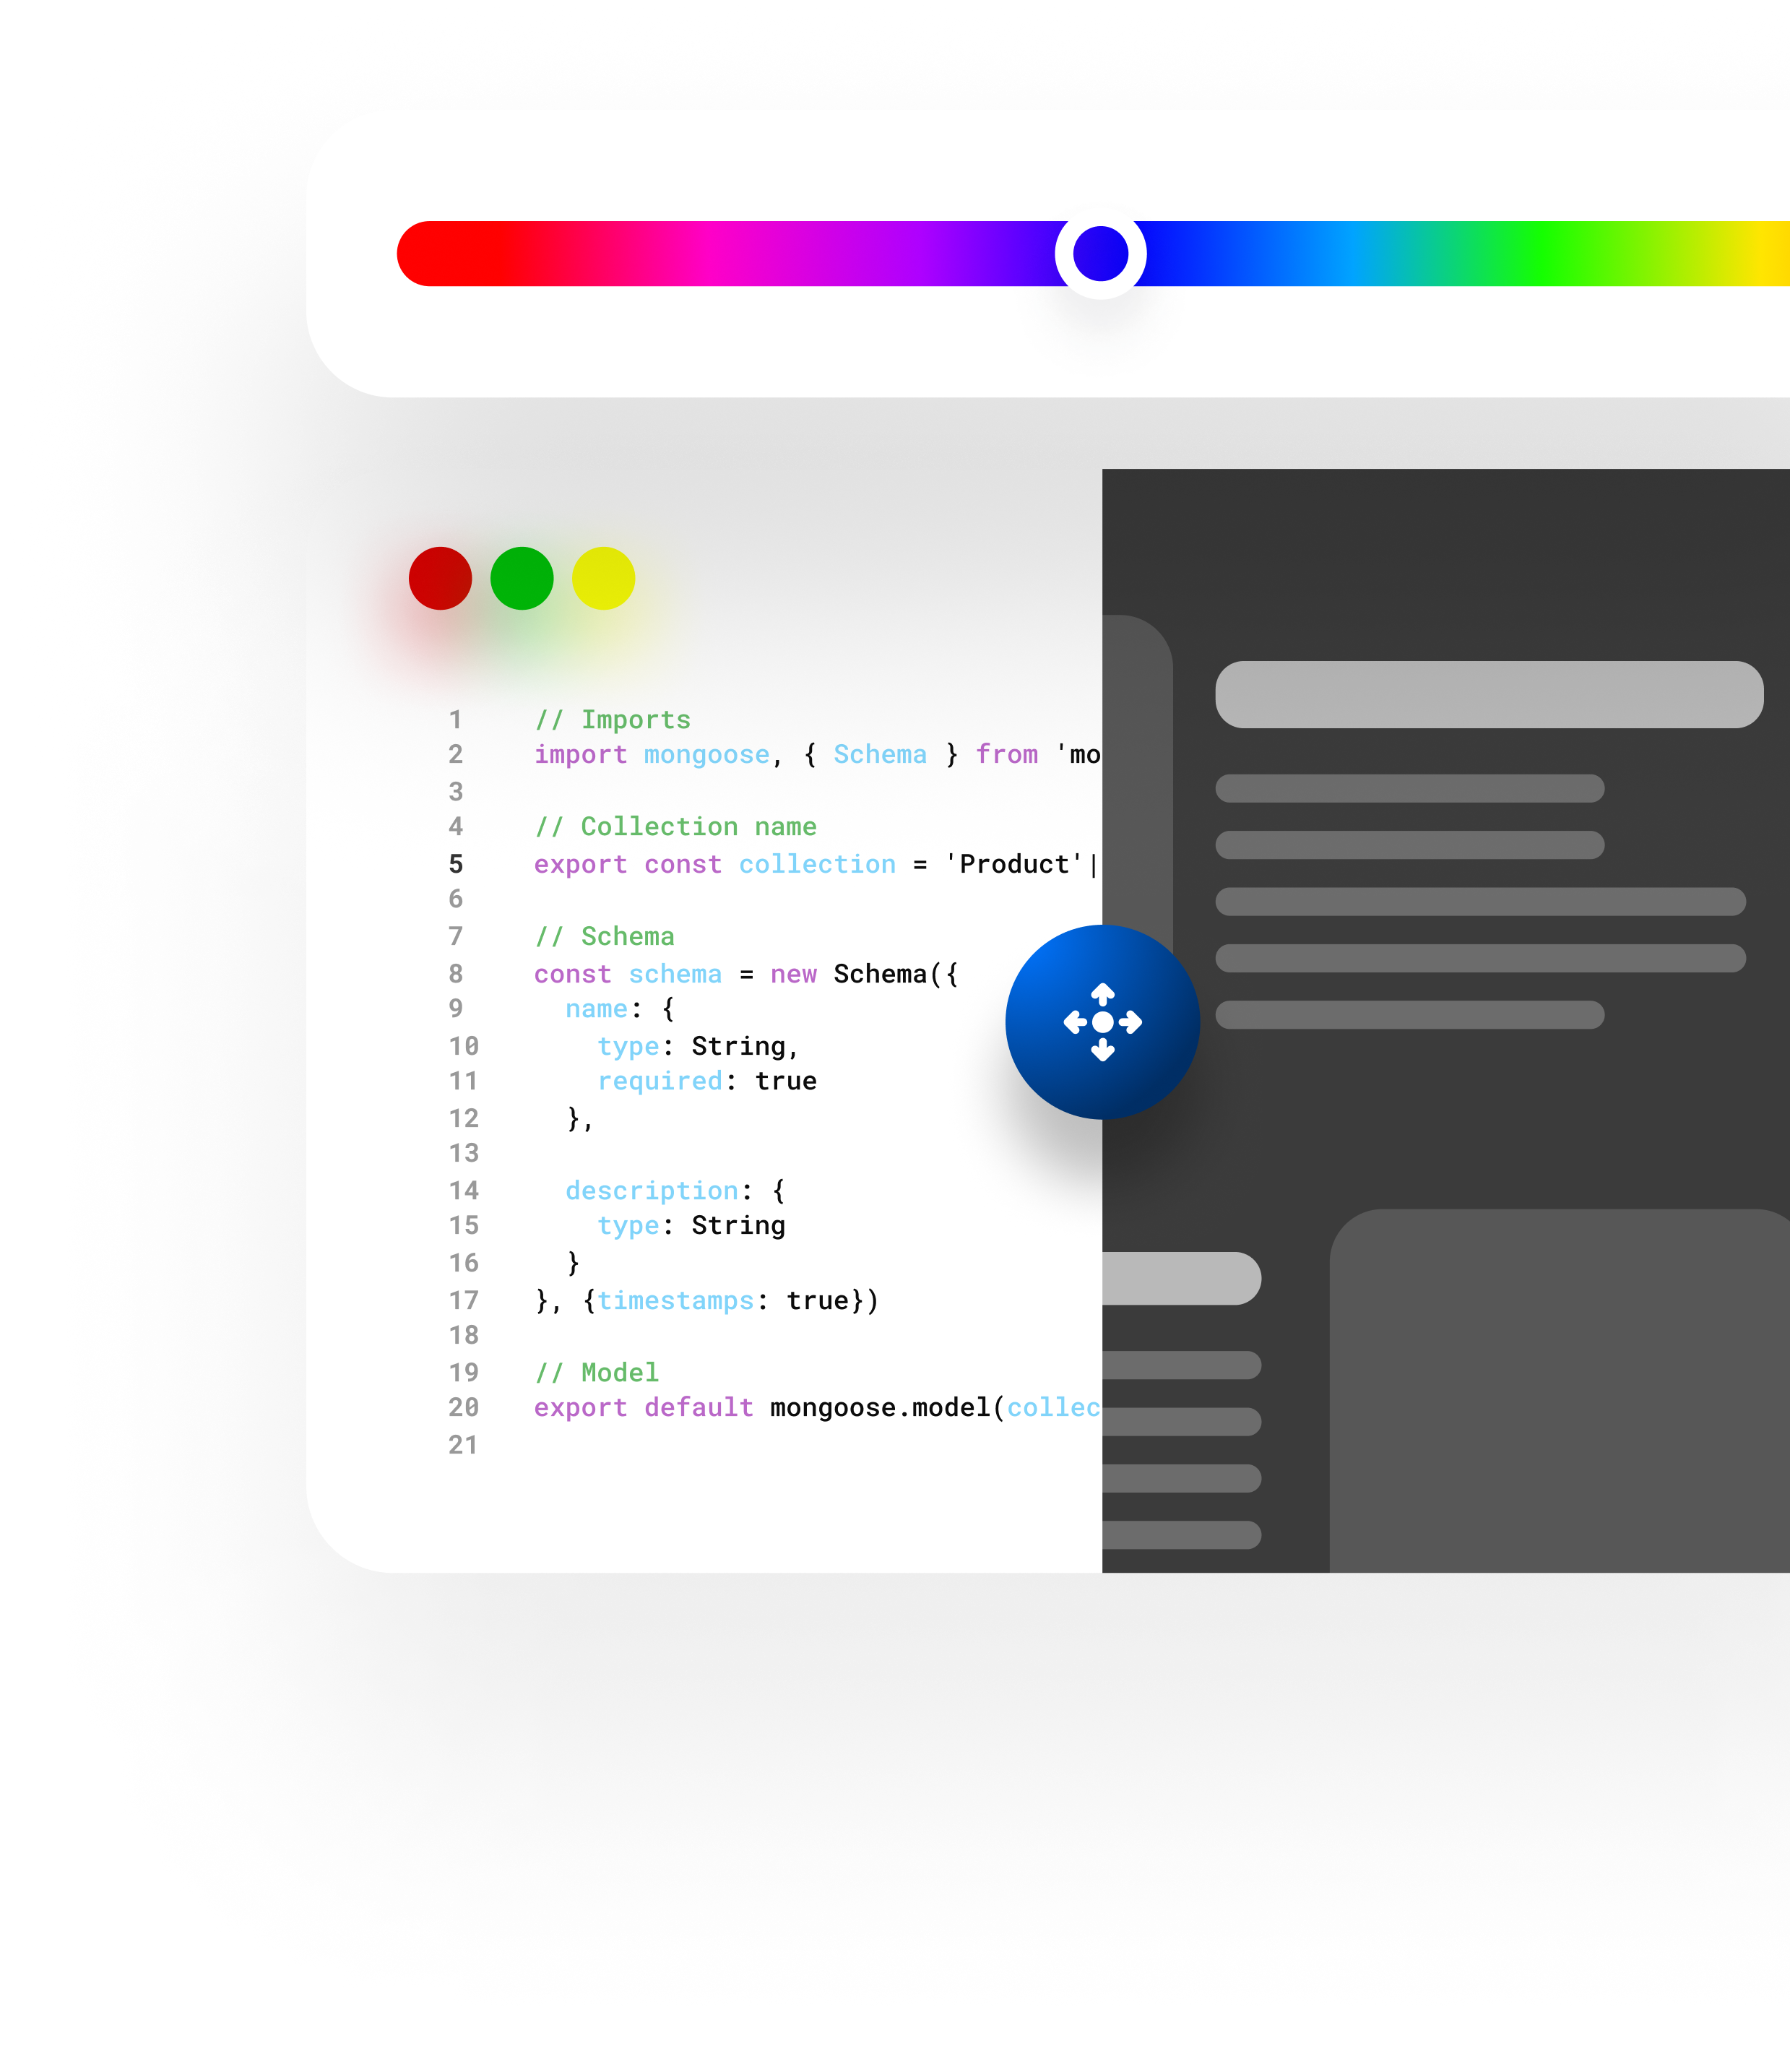 1 // Imports
2 import mongoose, { Schema } from 'mo
3
4 // Collection name
5 export const collection = 'Product'|
6
7 // Schema
8 const schema = new Schema({
9 name: {
10 type: String,
11 required: true
12 },
13
14 description: {
15 type: String
16 }
17 }, {timestamps: true})
18
19 // Model
20 export default mongoose.model(collec
21